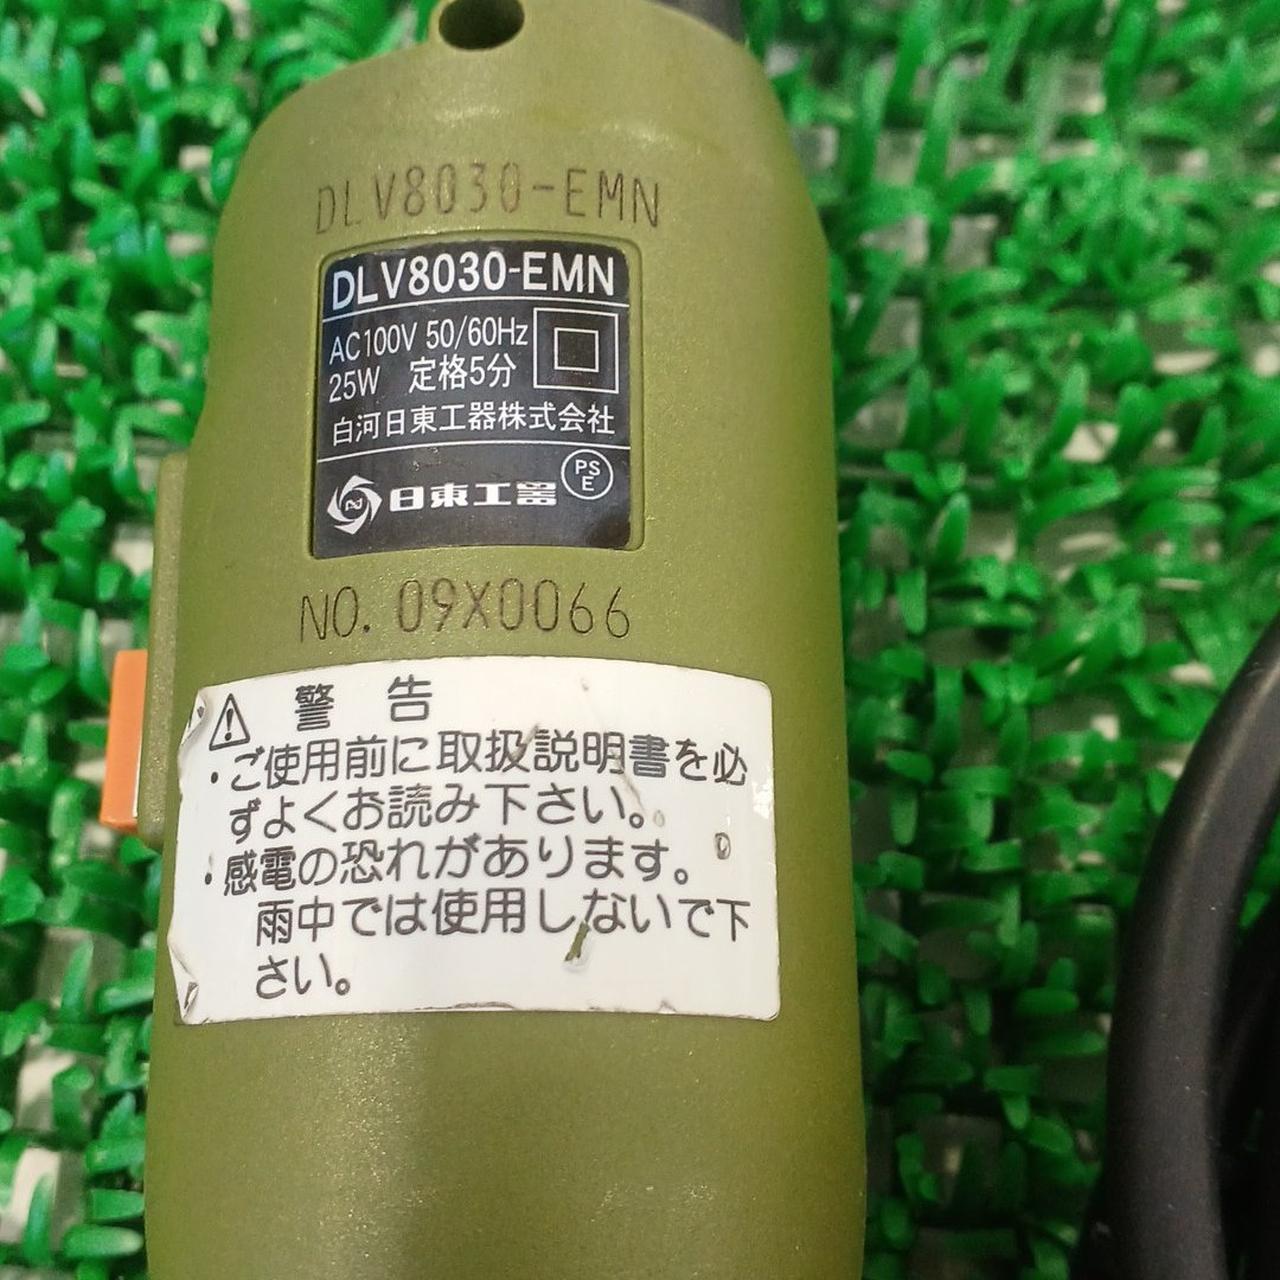 DLV8030-EMN
DLV8030-EMN
AC100V 50/60Hz
25W 定格5分
白河日東工器株式会社
PS
E
日東工器
NO. 09X0066
警 告
・ご使用前に取扱説明書を必
ずよくお読み下さい。
・感電の恐れがあります。
雨中では使用しないで下
さい。